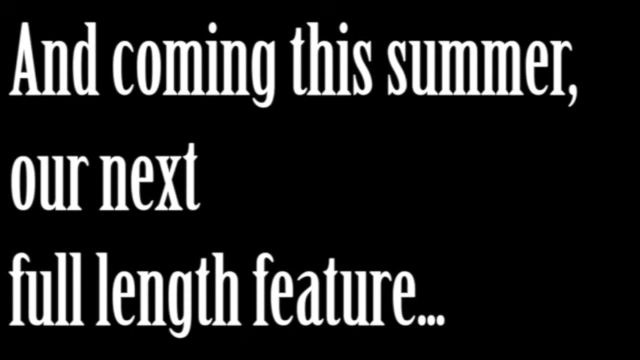 And coming this summer,
our next
full length feature...